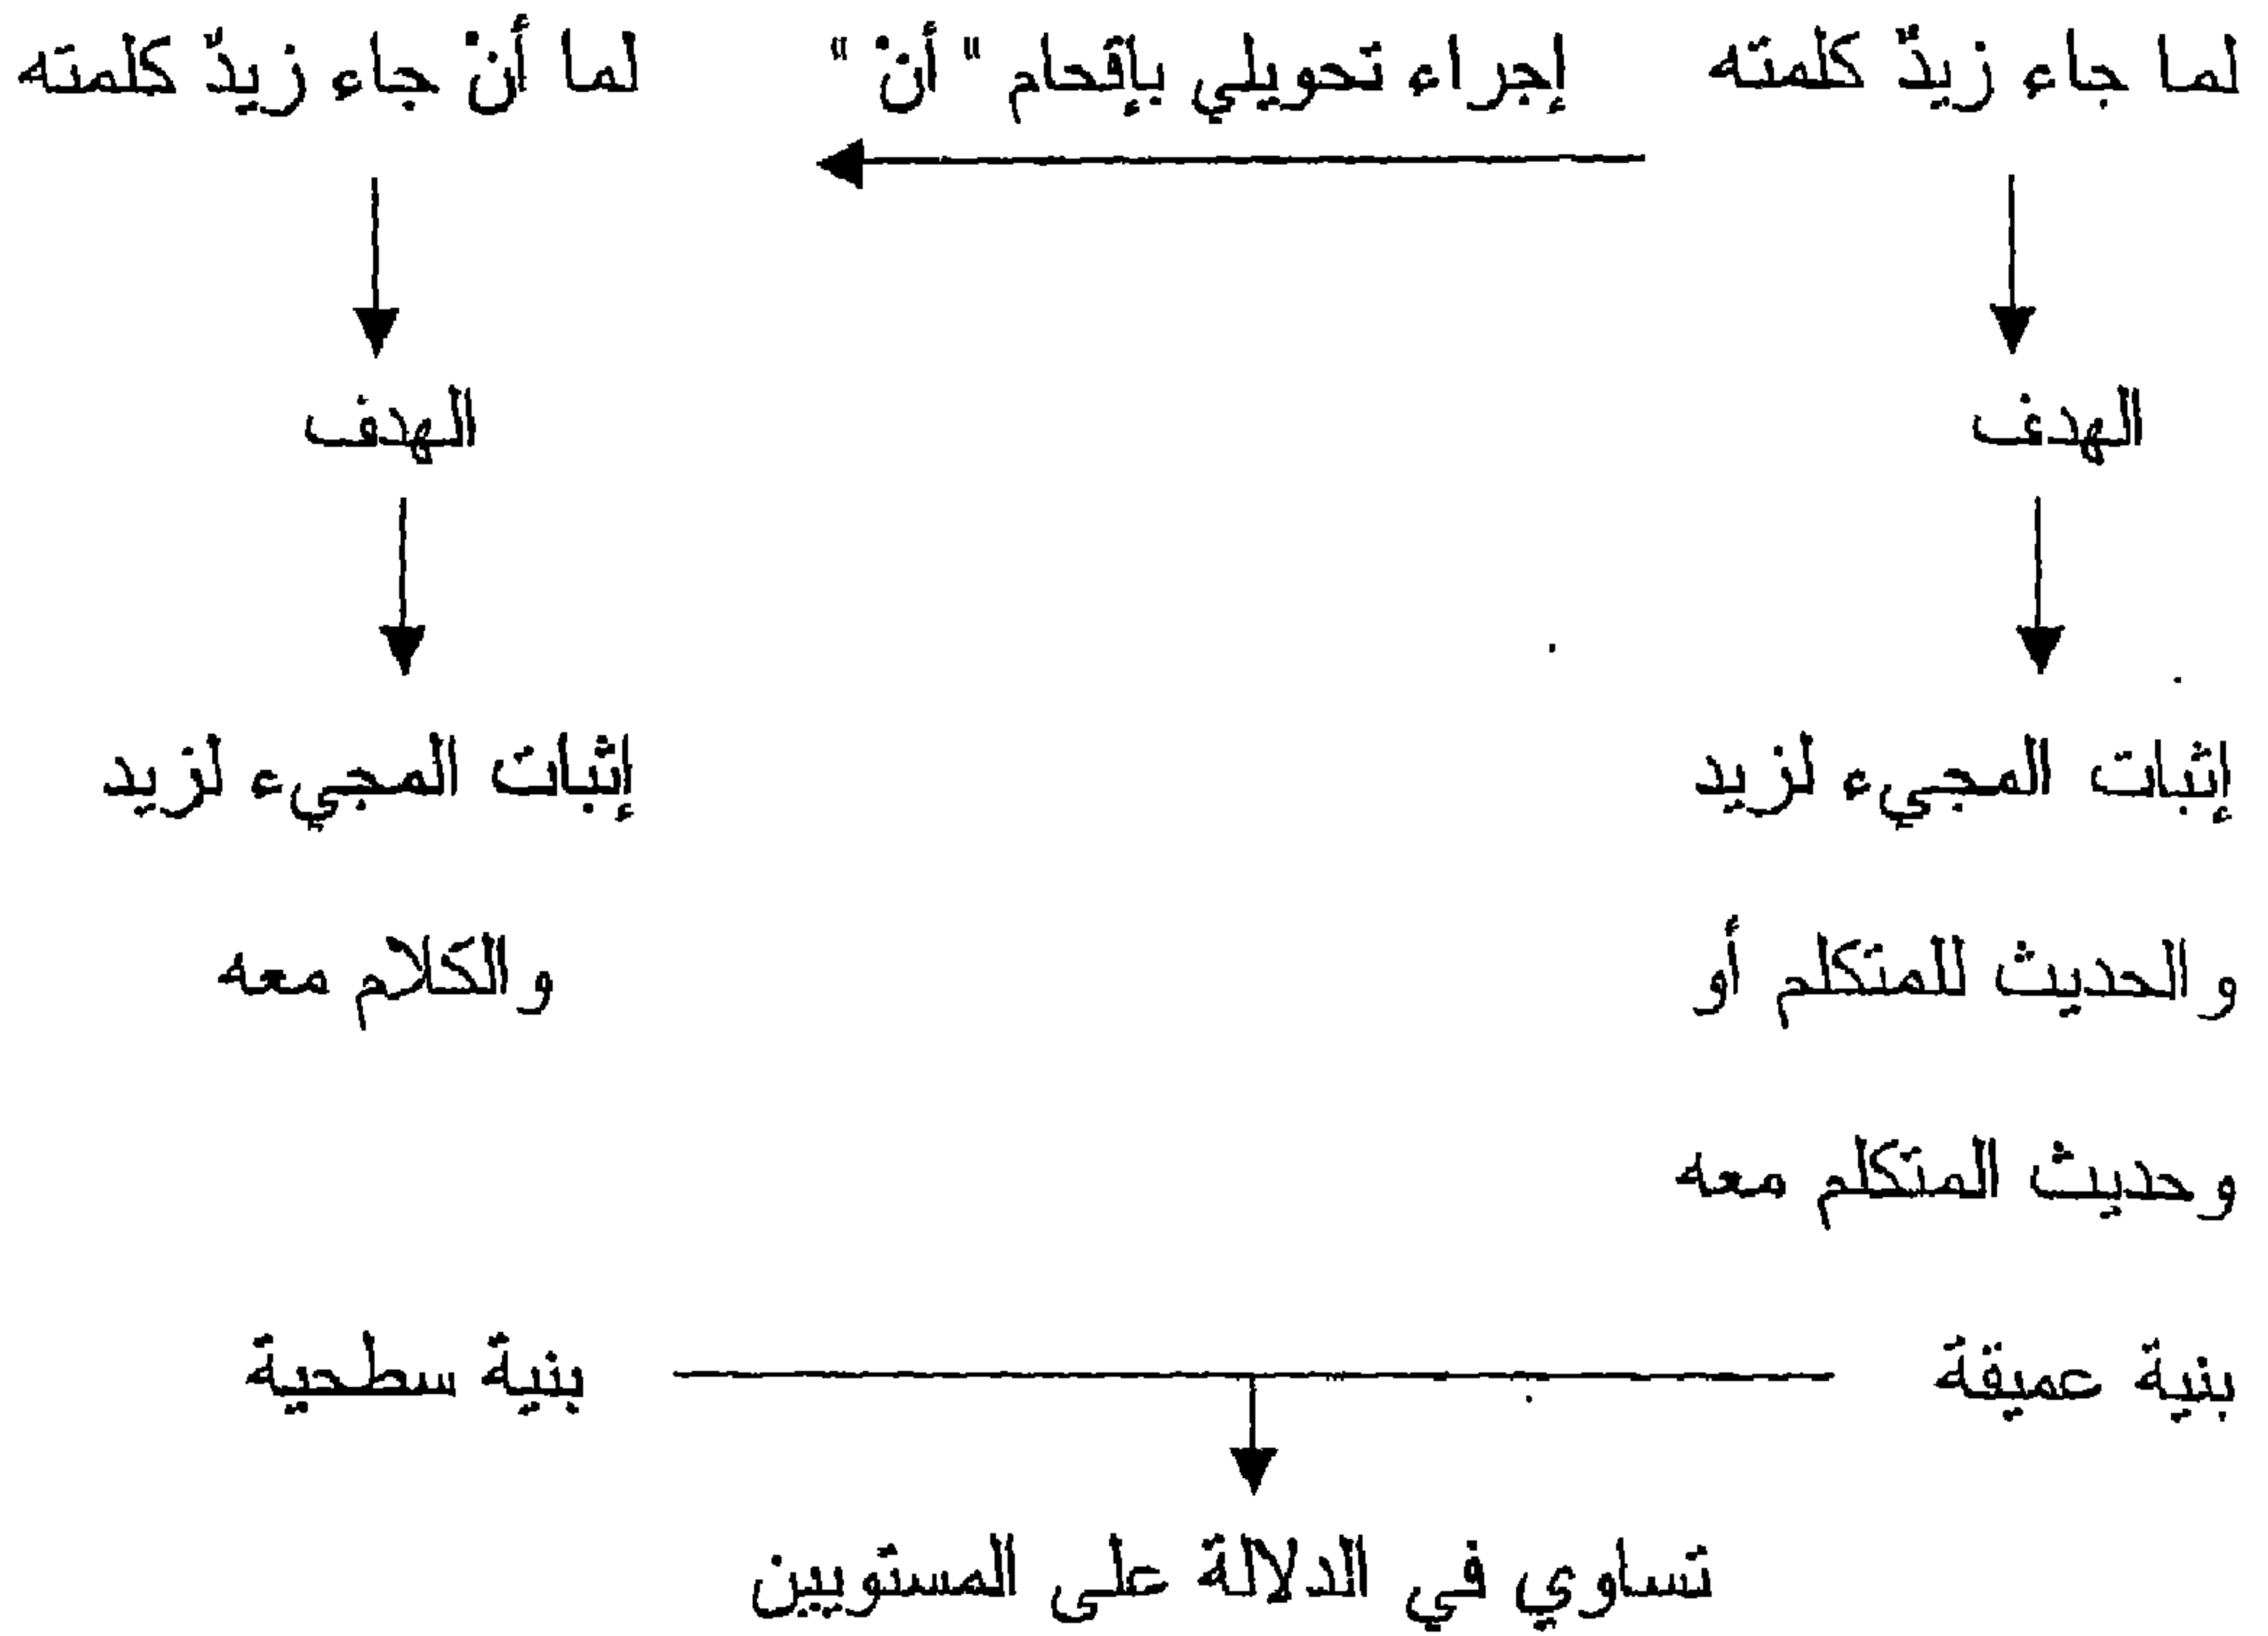 لما جاء زيدٌ كلمته إجراء تحويلي بإقحام " أنْ " لما أنْ جاء زيدٌ كلمته
الهدف الهدف
إثبات المجيء لزيد إثبات المجيء لزيد
والحديث للمتكلم أو والكلام معه
وحديث المتكلم معه
بنية عميقة بنية سطحية
تساوي في الدلالة على المستويين